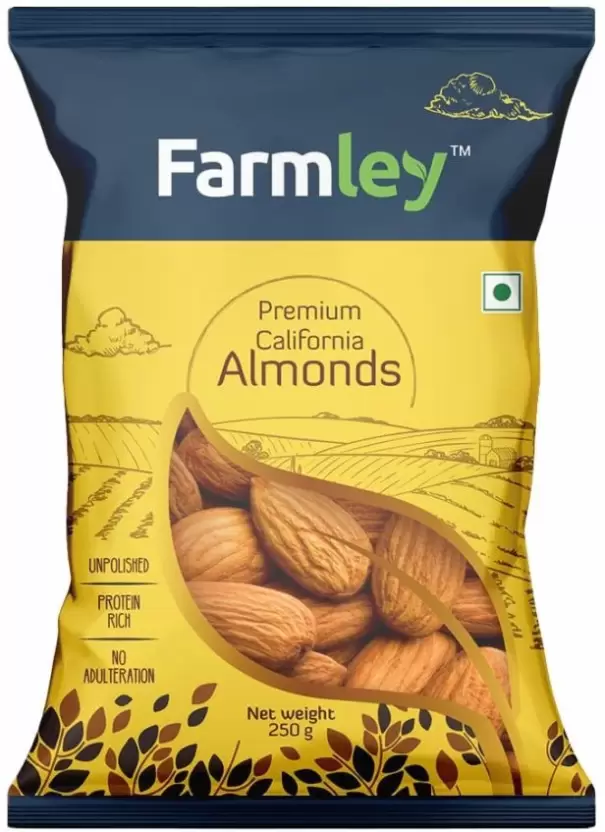 Farmley™
Premium
California
Almonds
UNPOLISHED
PROTEIN
RICH
NO
ADULTERATION
Net weight
250 g